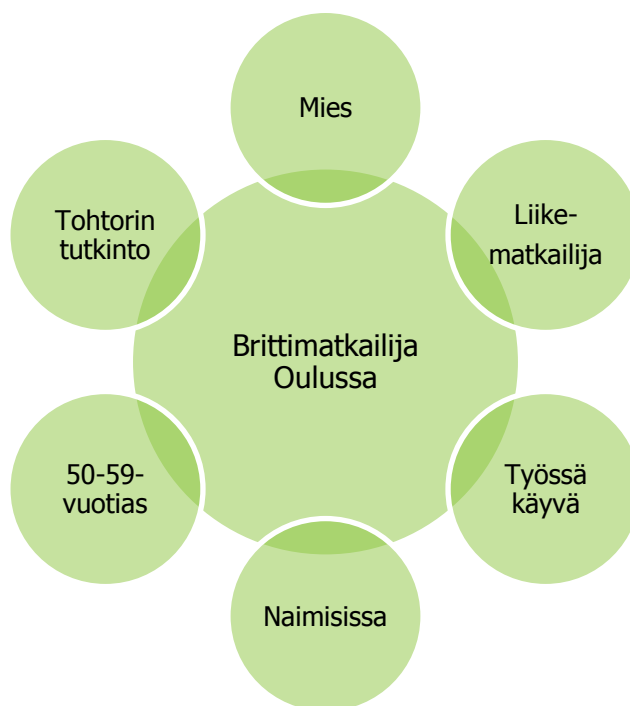 Mies
Liike-
matkailija
Tohtorin
tutkinto
Brittimatkailija
Oulussa
50-59-
vuotias
Työssä
käyvä
Naimisissa